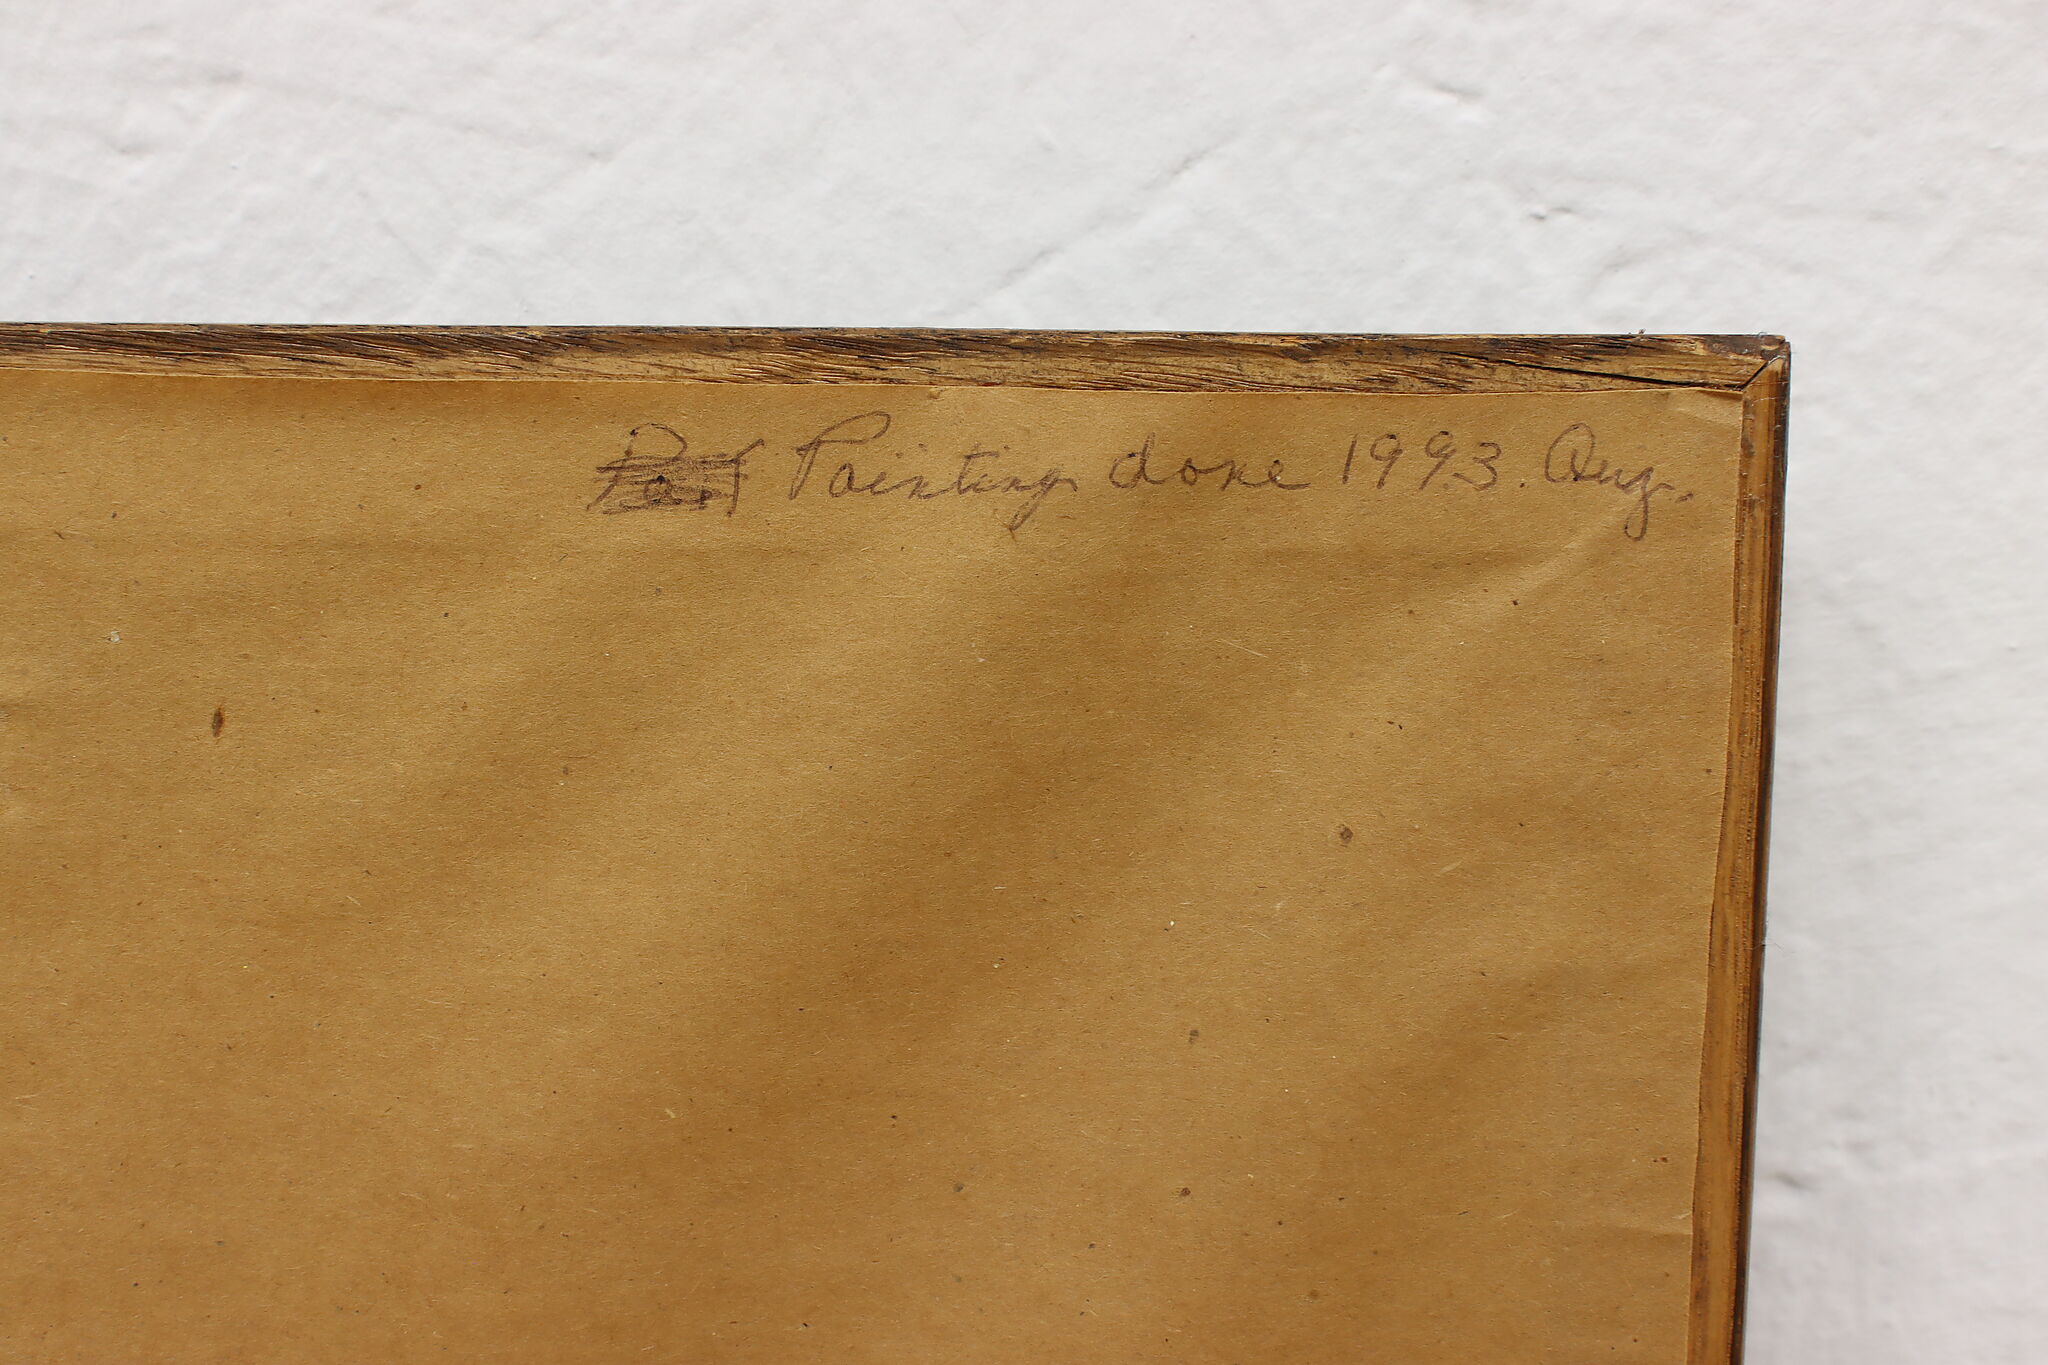 Painting done 1993. Aug.